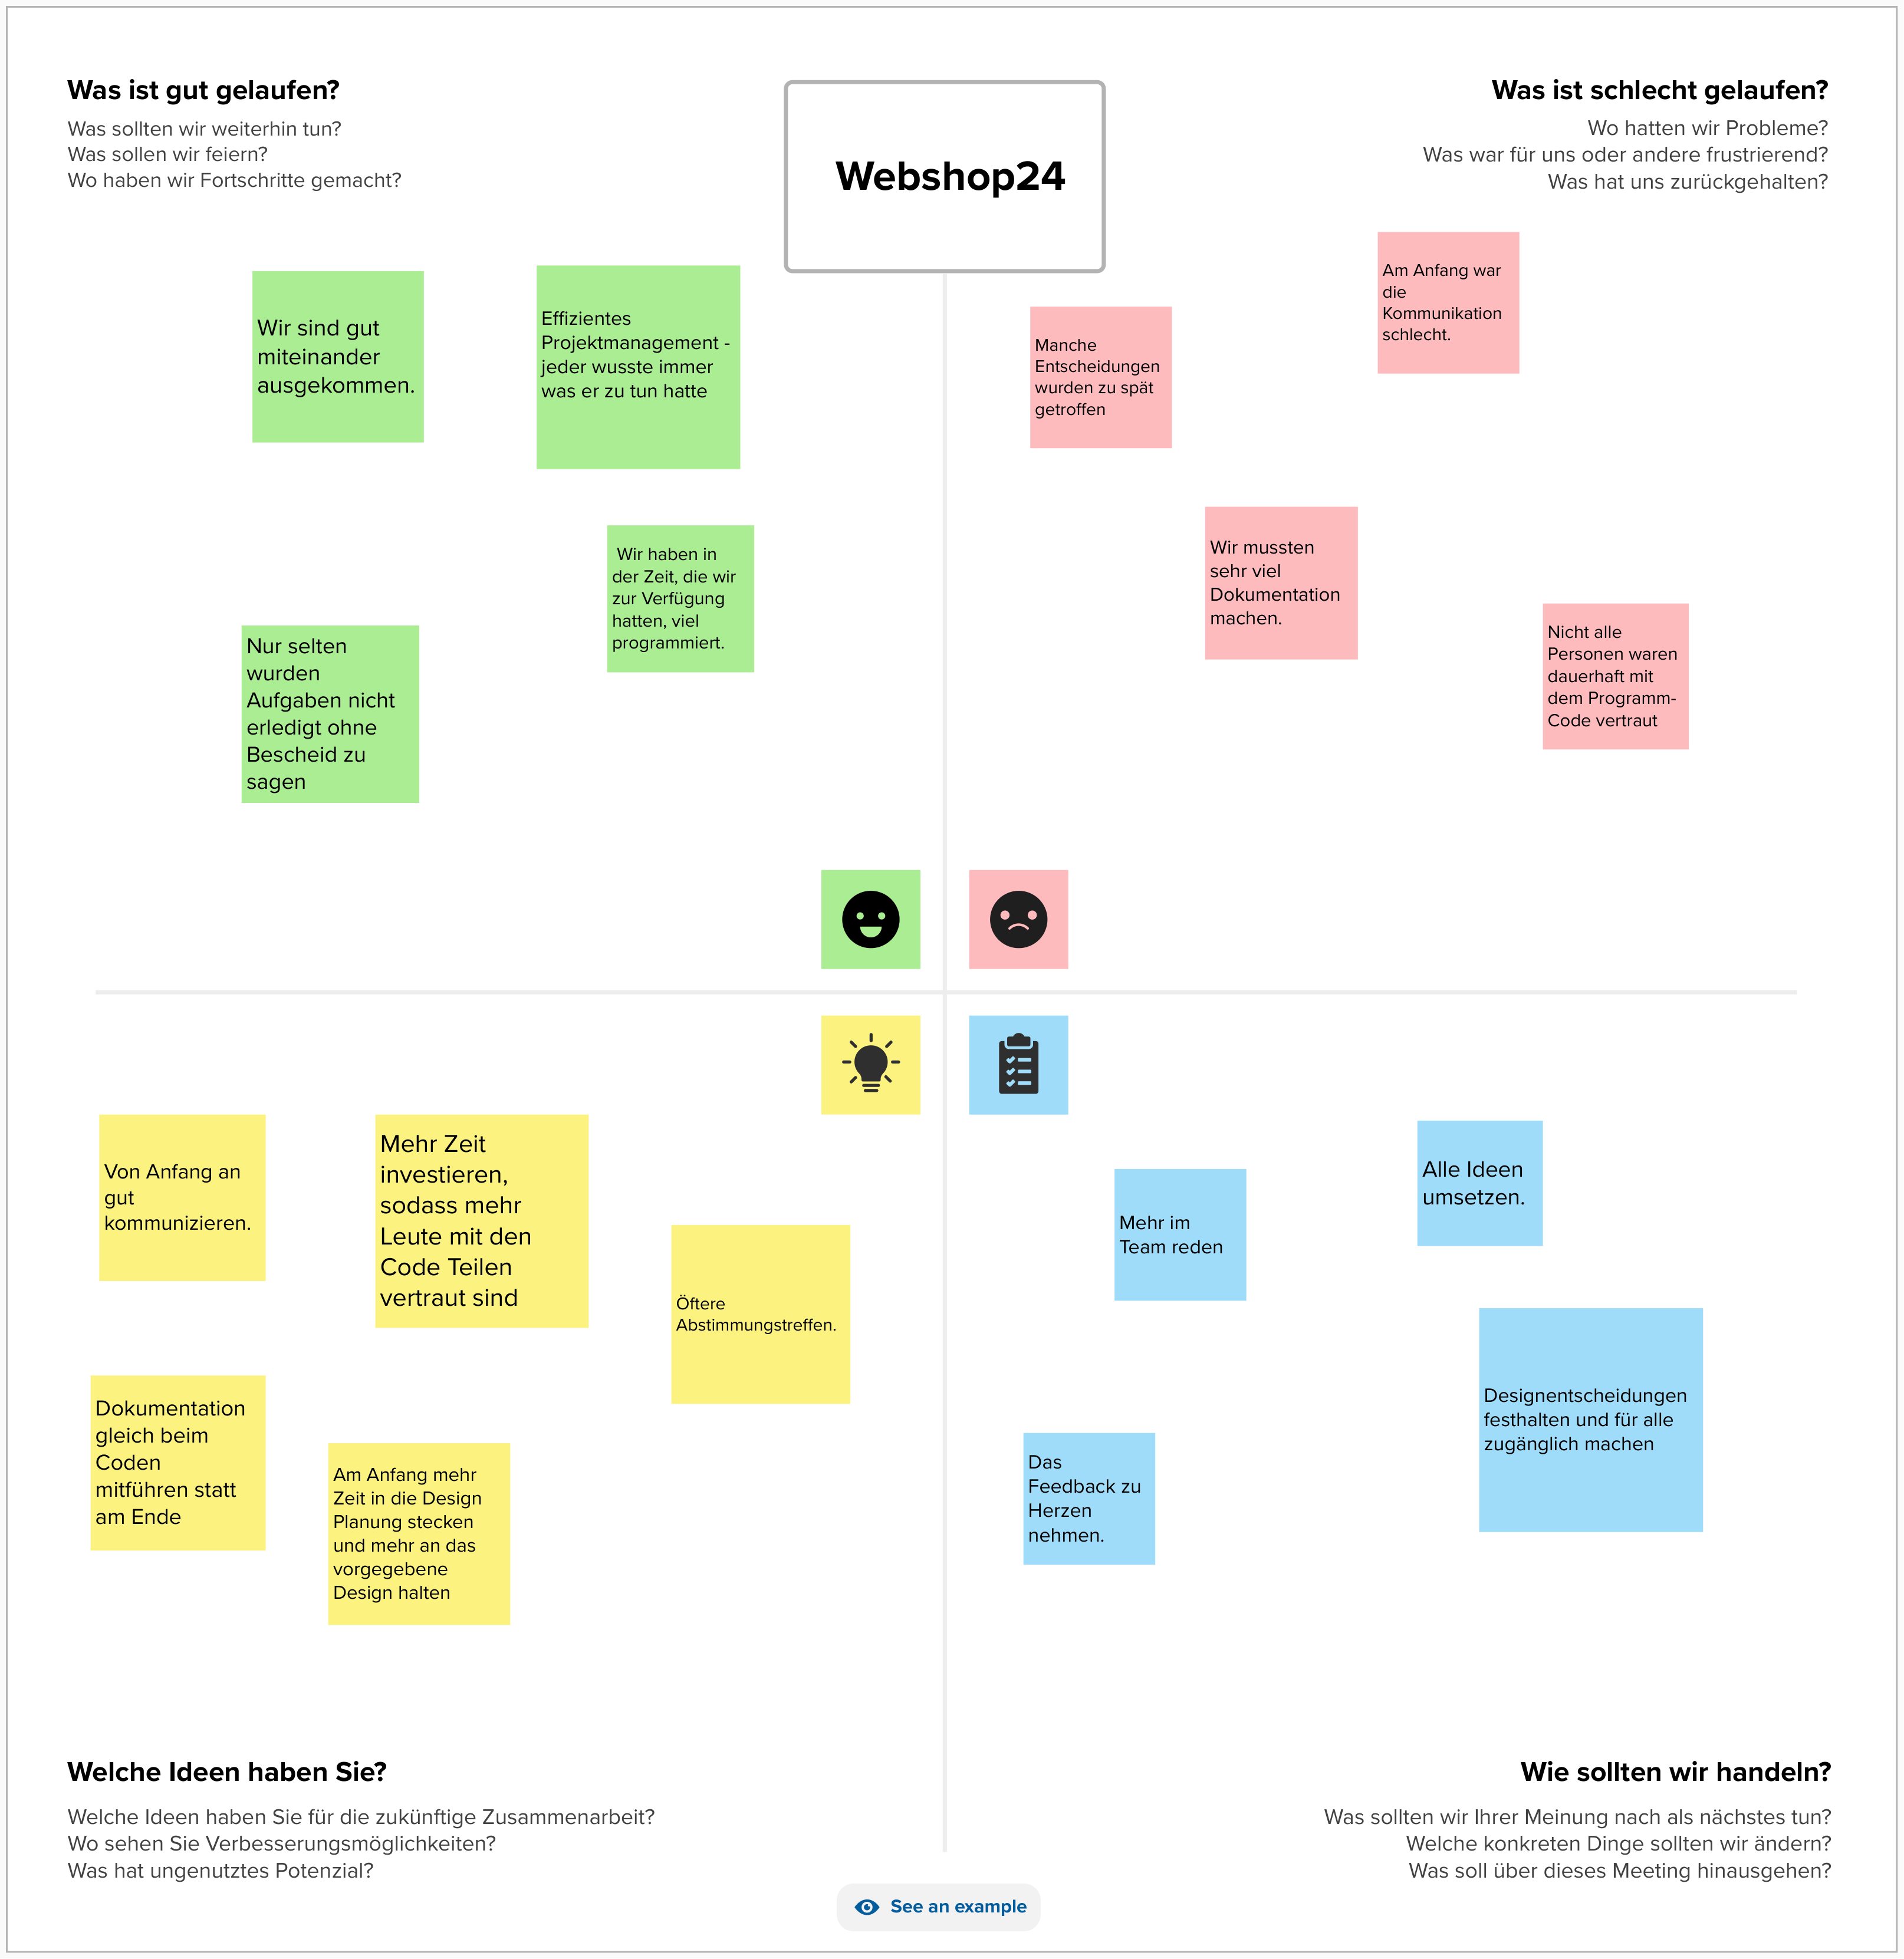 Was ist gut gelaufen?
Was sollten wir weiterhin tun?
Was sollen wir feiern?
Wo haben wir Fortschritte gemacht?
Webshop24
Was ist schlecht gelaufen?
Wo hatten wir Probleme?
Was war für uns oder andere frustrierend?
Was hat uns zurückgehalten?
Wir sind gut
miteinander
ausgekommen.
Effizientes
Projektmanagement -
jeder wusste immer
was er zu tun hatte
Wir haben in
der Zeit, die wir
zur Verfügung
hatten, viel
programmiert.
Nur selten
wurden
Aufgaben nicht
erledigt ohne
Bescheid zu
sagen
Manche
Entscheidungen
wurden zu spät
getroffen
Am Anfang war
die
Kommunikation
schlecht.
Wir mussten
sehr viel
Dokumentation
machen.
Nicht alle
Personen waren
dauerhaft mit
dem Programm-
Code vertraut
Von Anfang an
gut
kommunizieren.
Mehr Zeit
investieren,
sodass mehr
Leute mit den
Code Teilen
vertraut sind
Öftere
Abstimmungstreffen.
Dokumentation
gleich beim
Coden
mitführen statt
am Ende
Am Anfang mehr
Zeit in die Design
Planung stecken
und mehr an das
vorgegebene
Design halten
Mehr im
Team reden
Alle Ideen
umsetzen.
Designentscheidungen
festhalten und für alle
zugänglich machen
Das
Feedback zu
Herzen
nehmen.
Welche Ideen haben Sie?
Welche Ideen haben Sie für die zukünftige Zusammenarbeit?
Wo sehen Sie Verbesserungsmöglichkeiten?
Was hat ungenutztes Potenzial?
Wie sollten wir handeln?
Was sollten wir Ihrer Meinung nach als nächstes tun?
Welche konkreten Dinge sollten wir ändern?
Was soll über dieses Meeting hinausgehen?
See an example